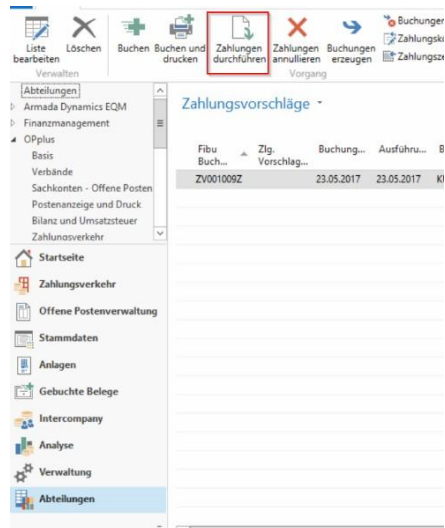 Liste bearbeiten
Löschen
Buchen
Buchen und drucken
Zahlungen durchführen
Zahlungen annullieren
Buchungen erzeugen
Verwalten
Vorgang
Abteilungen
Armada Dynamics EQM
Finanzmanagement
OPplus
Basis
Verbände
Sachkonten - Offene Posten
Postenanzeige und Druck
Bilanz und Umsatzsteuer
Zahlungsverkehr
Startseite
Zahlungsverkehr
Offene Postenverwaltung
Stammdaten
Anlagen
Gebuchte Belege
Intercompany
Analyse
Verwaltung
Abteilungen
Zahlungsvorschläge
Fibu Buch...
Zlg. Vorschlag...
Buchung...
Ausführu...
ZV001009Z
23.05.2017
23.05.2017